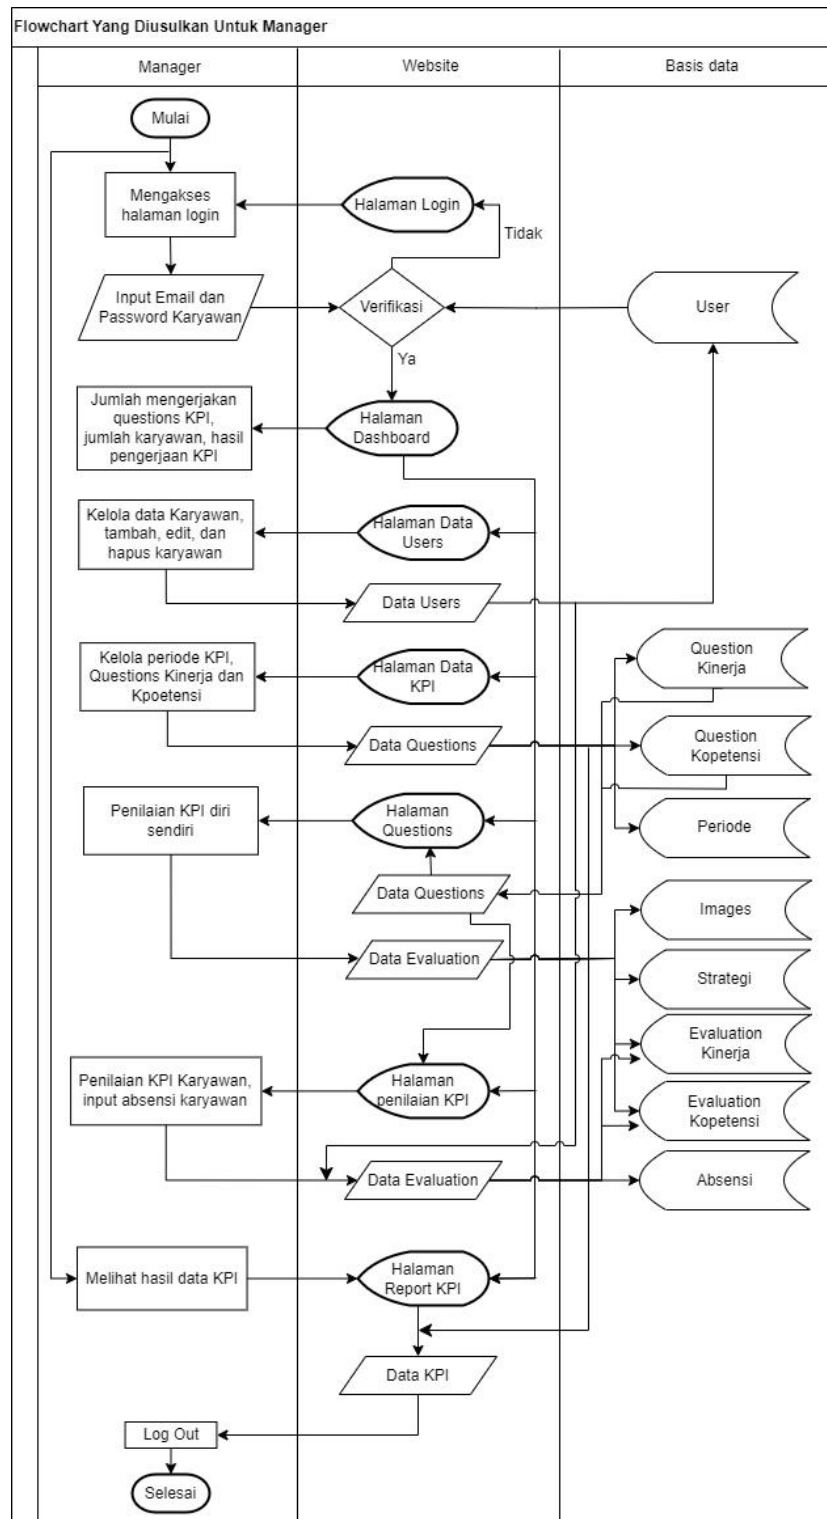 Flowchart Yang Diusulkan Untuk Manager
Manager
Website
Basis data
Mulai
Mengakses
halaman login
Halaman Login
Tidak
Input Email dan
Password Karyawan
Verifikasi
User
Ya
Jumlah mengerjakan
questions KPI,
jumlah karyawan, hasil
pengerjaan KPI
Halaman
Dashboard
Kelola data Karyawan,
tambah, edit, dan
hapus karyawan
Halaman Data
Users
Data Users
Kelola periode KPI,
Questions Kinerja dan
Kpoetensi
Halaman Data
KPI
Question
Kinerja
Data Questions
Question
Kopetensi
Penilaian KPI diri
sendiri
Halaman
Questions
Periode
Data Questions
Images
Data Evaluation
Strategi
Evaluation
Kinerja
Penilaian KPI Karyawan,
input absensi karyawan
Halaman
penilaian KPI
Evaluation
Kopetensi
Data Evaluation
Absensi
Melihat hasil data KPI
Halaman
Report KPI
Data KPI
Log Out
Selesai